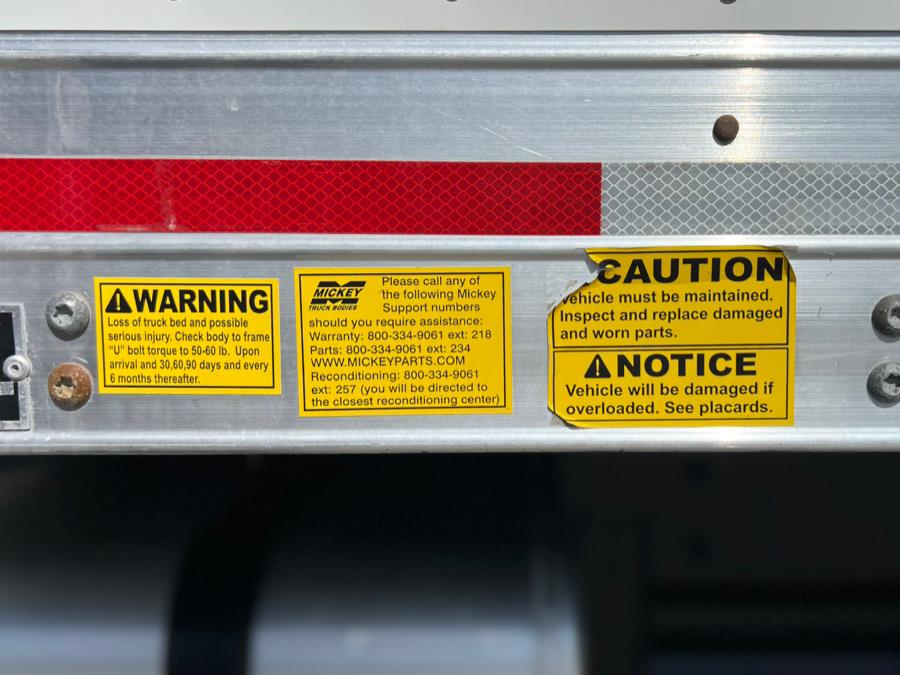 WARNING
Loss of truck bed and possible
serious injury. Check body to frame
"U" bolt torque to 50-60 lb. Upon
arrival and 30,60,90 days and every
6 months thereafter.
MICKEY
TRUCK BODIES
Please call any of
the following Mickey
Support numbers
should you require assistance:
Warranty: 800-334-9061 ext: 218
Parts: 800-334-9061 ext: 234
WWW.MICKEYPARTS.COM
Reconditioning: 800-334-9061
ext: 257 (you will be directed to
the closest reconditioning center)
CAUTION
Vehicle must be maintained.
Inspect and replace damaged
and worn parts.
NOTICE
Vehicle will be damaged if
overloaded. See placards.